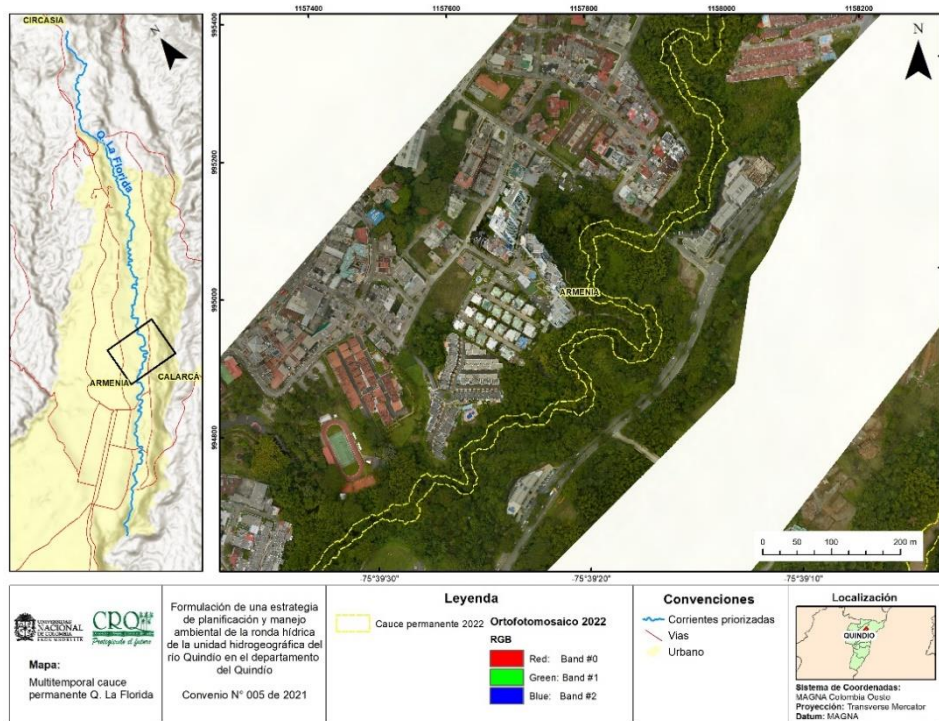 CIRCASIA
N
Q. La Florida
ARMENIA
CALARCÁ
1157400
1157600
1157800
1158000
1158200
995400
995200
995000
994800
N
ARMENIA
0 50 100 150 200 m
-75°39'30"
-75°39'20"
-75°39'10"
UNIVERSIDAD
NACIONAL
DE COLOMBIA
CRQ
Protegiendo el futuro
Mapa:
Multitemporal cauce
permanente Q. La Florida
Formulación de una estrategia
de planificación y manejo
ambiental de la ronda hídrica
de la unidad hidrogeográfica del
río Quindío en el departamento
del Quindío
Convenio N° 005 de 2021
Leyenda
Cauce permanente 2022
Ortofotomosaico 2022
RGB
Red: Band #0
Green: Band #1
Blue: Band #2
Convenciones
Corrientes priorizadas
Vias
Urbano
Localización
QUINDIO
Sistema de Coordenadas:
MAGNA Colombia Oeste
Proyección: Transverse Mercator
Datum: MAGNA